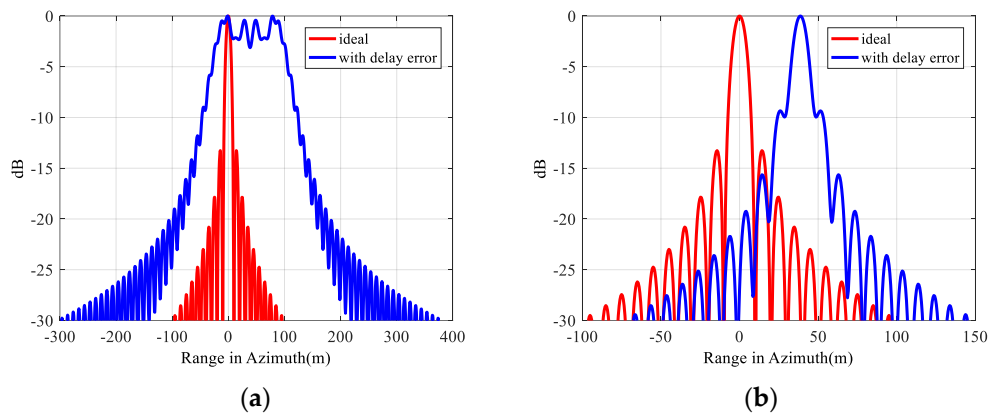 0
-5
-10
-15
-20
-25
-30
dB
-300 -200 -100 0 100 200 300 400
Range in Azimuth(m)
ideal
with delay error
(a)
0
-5
-10
-15
-20
-25
-30
dB
-100 -50 0 50 100 150
Range in Azimuth(m)
ideal
with delay error
(b)